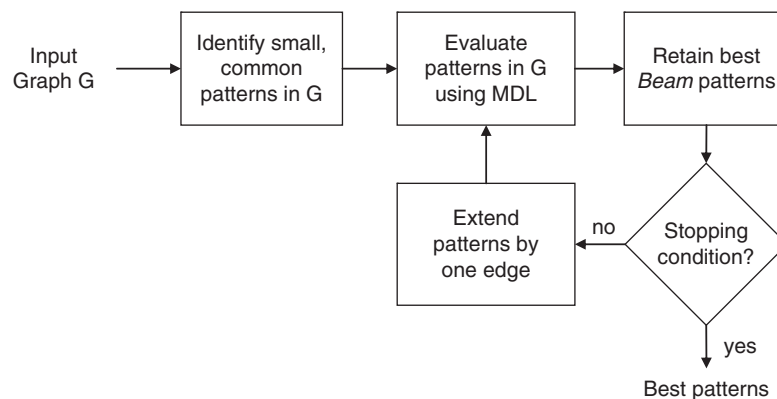 Input
Graph G
Identify small,
common
patterns in G
Evaluate
patterns in G
using MDL
Retain best
Beam patterns
Extend
patterns by
one edge
no
Stopping
condition?
yes
Best patterns